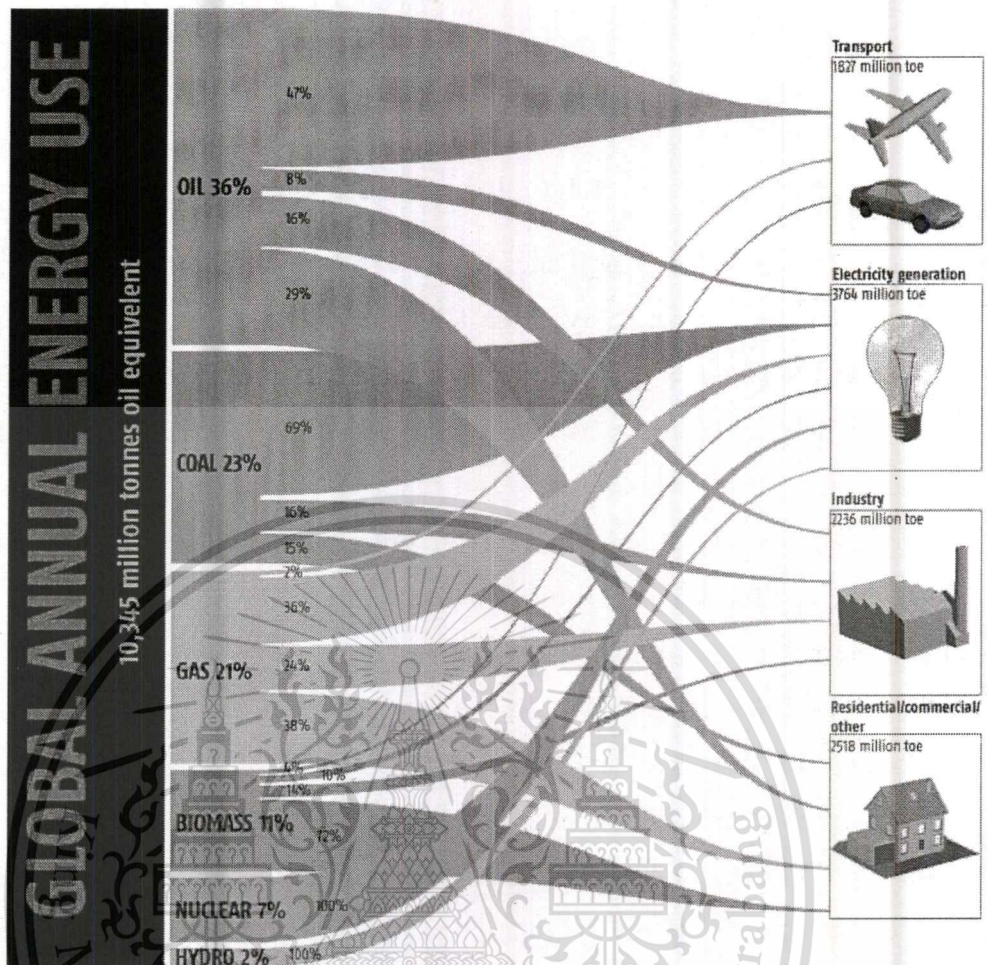 GLOBAL ANNUAL ENERGY USE
10,345 million tonnes oil equivelent
OIL 36%
47%
8%
16%
29%
COAL 23%
69%
16%
15%
GAS 21%
2%
36%
24%
38%
BIOMASS 11%
4%
10%
14%
72%
NUCLEAR 7%
100%
HYDRO 2%
100%
Transport
1827 million toe
Electricity generation
3764 million toe
Industry
2236 million toe
Residential/commercial/
other
2518 million toe
rabang